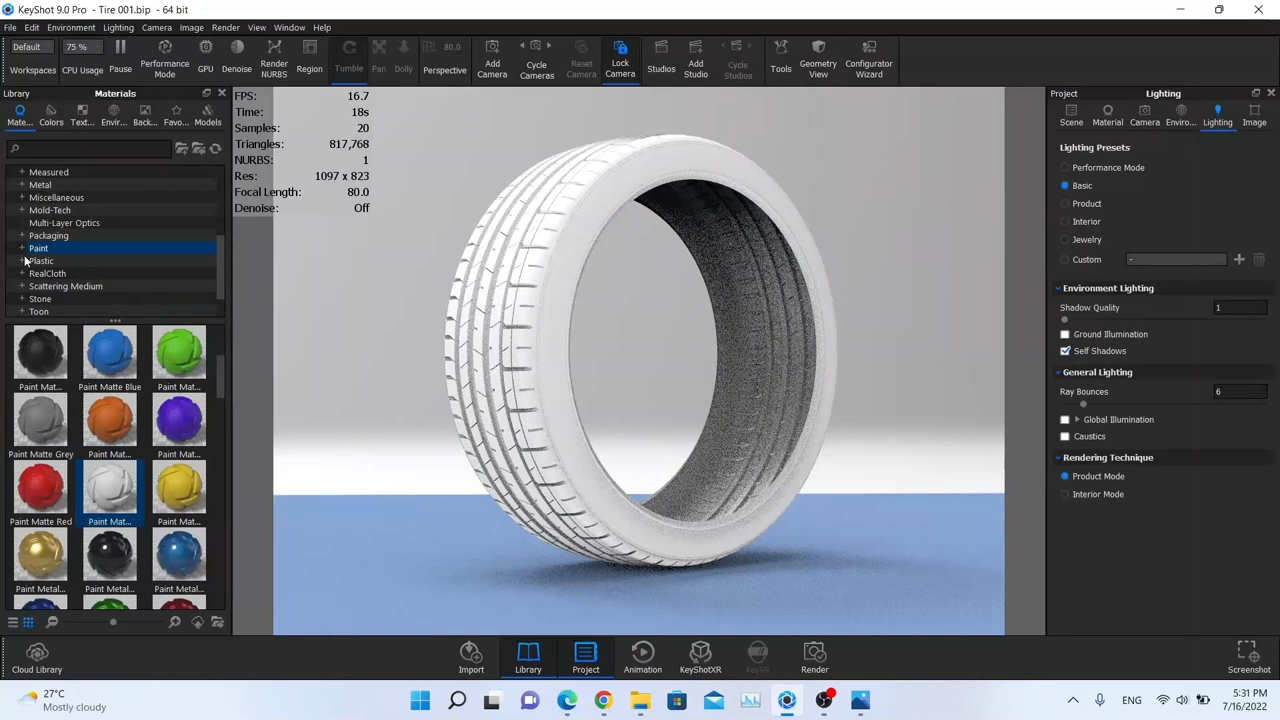 KeyShot 9.0 Pro - Tire 001.bip - 64 bit
File Edit Environment Lighting Camera Image Render View Window Help
Default 75 % 80.0
Workspaces CPU Usage Pause Performance Mode GPU Denoise Render NURBS Region Tumble Pan Dolly Perspective Add Camera Cycle Cameras Reset Camera Lock Camera Studios Add Studio Cycle Studios Tools Geometry View Configurator Wizard
Library Materials
Mate... Colors Text... Envir... Back... Favo... Models
Measured
Metal
Miscellaneous
Mold-Tech
Multi-Layer Optics
Packaging
Paint
Plastic
RealCloth
Scattering Medium
Stone
Toon
Paint Mat... Paint Matte Blue Paint Mat...
Paint Matte Grey Paint Mat... Paint Mat...
Paint Matte Red Paint Mat... Paint Mat...
Paint Metal... Paint Metal... Paint Metal...
Cloud Library
FPS: 16.7
Time: 18s
Samples: 20
Triangles: 817,768
NURBS: 1
Res: 1097 x 823
Focal Length: 80.0
Denoise: Off
Project Lighting
Scene Material Camera Enviro... Lighting Image
Lighting Presets
Performance Mode
Basic
Product
Interior
Jewelry
Custom -
Environment Lighting
Shadow Quality 1
Ground Illumination
Self Shadows
General Lighting
Ray Bounces 6
Global Illumination
Caustics
Rendering Technique
Product Mode
Interior Mode
Import Library Project Animation KeyShotXR KeyVR Render Screenshot
27°C
Mostly cloudy
ENG
5:31 PM
7/16/2022